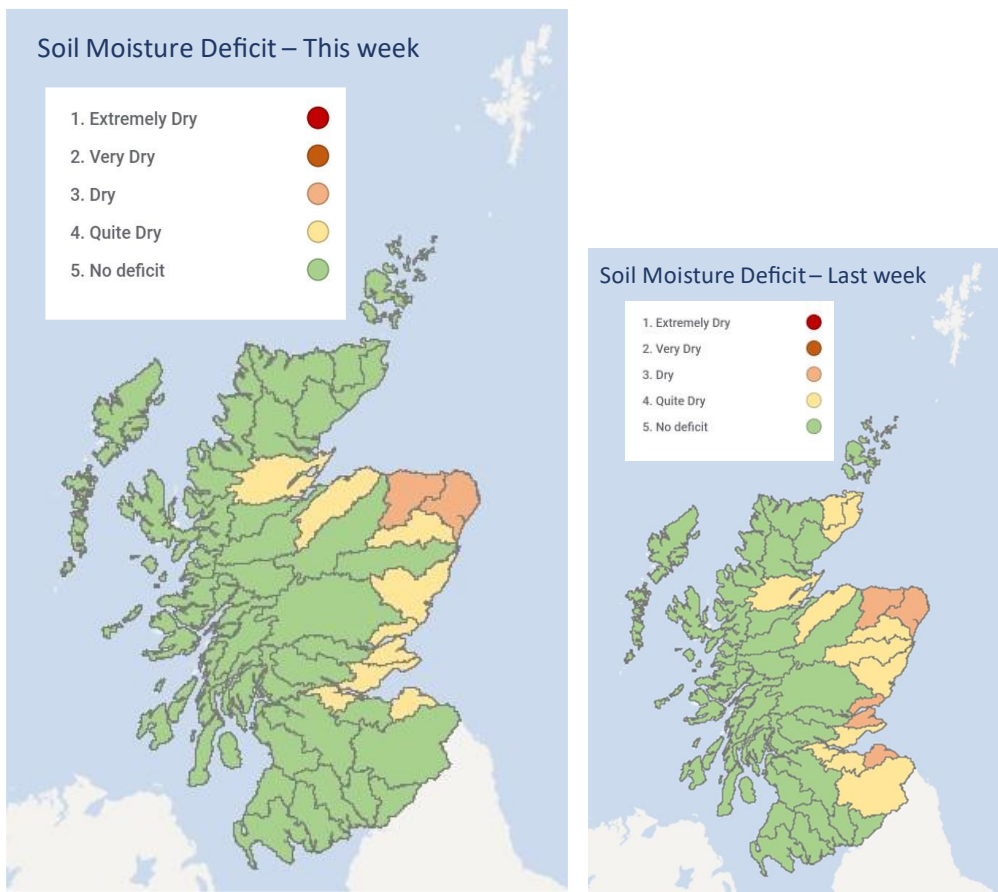 Soil Moisture Deficit – This week
1. Extremely Dry
2. Very Dry
3. Dry
4. Quite Dry
5. No deficit
Soil Moisture Deficit – Last week
1. Extremely Dry
2. Very Dry
3. Dry
4. Quite Dry
5. No deficit